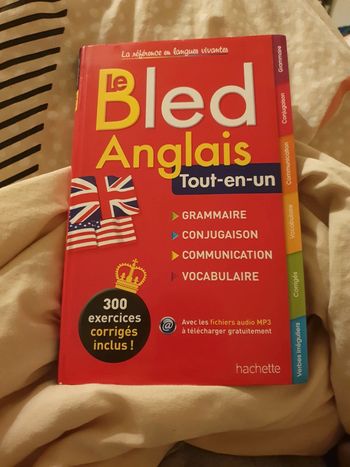 La référence en langues vivantes
Le
Bled
Anglais
Tout-en-un
GRAMMAIRE
CONJUGAISON
COMMUNICATION
VOCABULAIRE
300
exercices
corrigés
inclus !
@
Avec les fichiers audio MP3
à télécharger gratuitement
hachette
Grammaire
Conjugaison
Communication
Vocabulaire
Corrigés
Verbes irréguliers